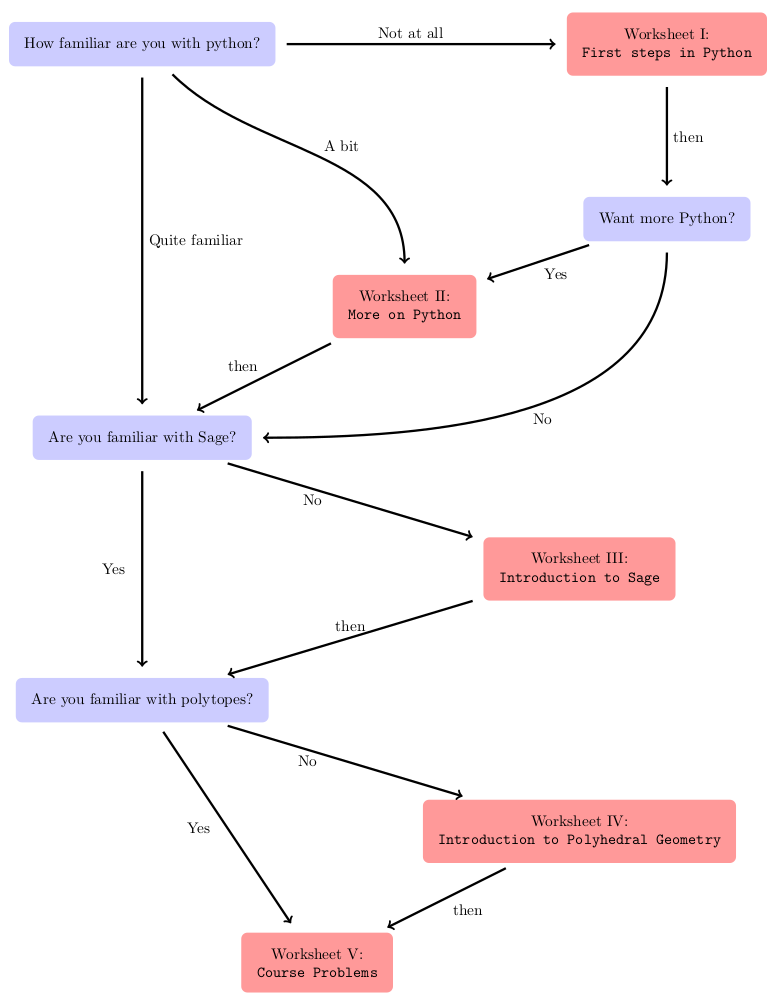 How familiar are you with python?
Not at all
Worksheet I:
First steps in Python
then
A bit
Want more Python?
Quite familiar
Yes
Worksheet II:
More on Python
then
No
Are you familiar with Sage?
No
Yes
Worksheet III:
Introduction to Sage
then
Are you familiar with polytopes?
No
Yes
Worksheet IV:
Introduction to Polyhedral Geometry
then
Worksheet V:
Course Problems